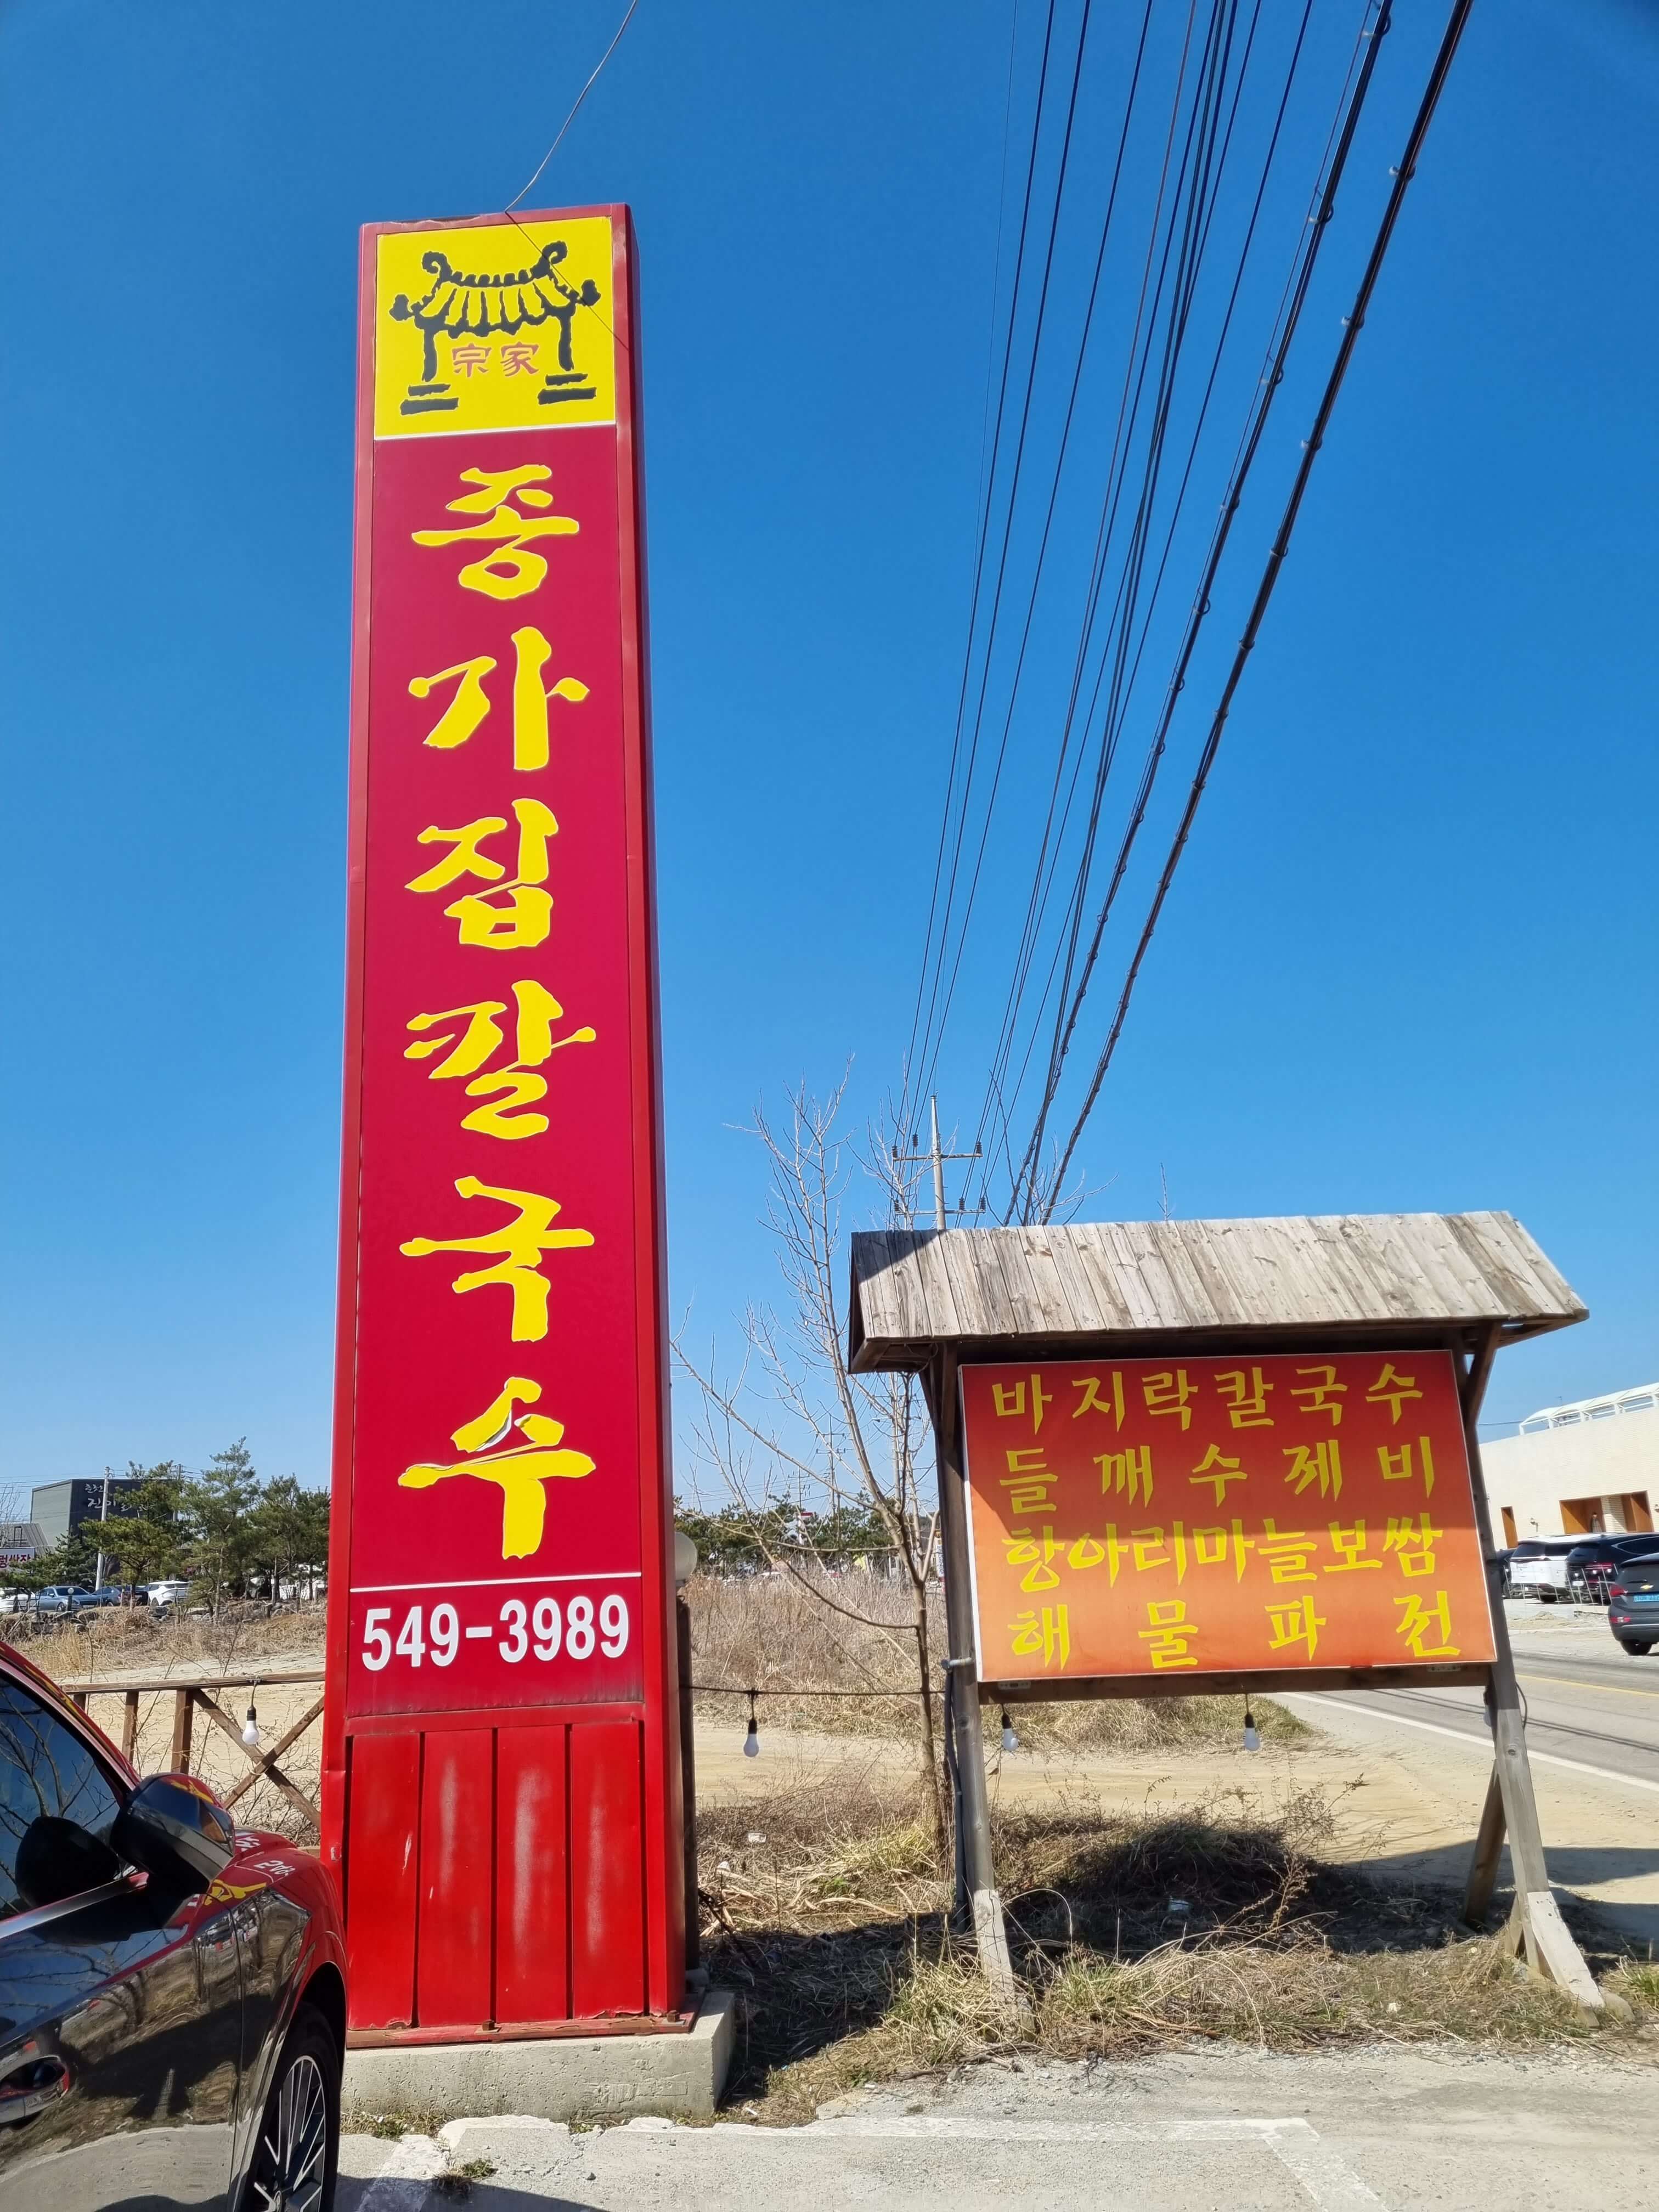 宗家
종가집칼국수
549-3989
바지락칼국수
들깨수제비
항아리마늘보쌈
해물파전